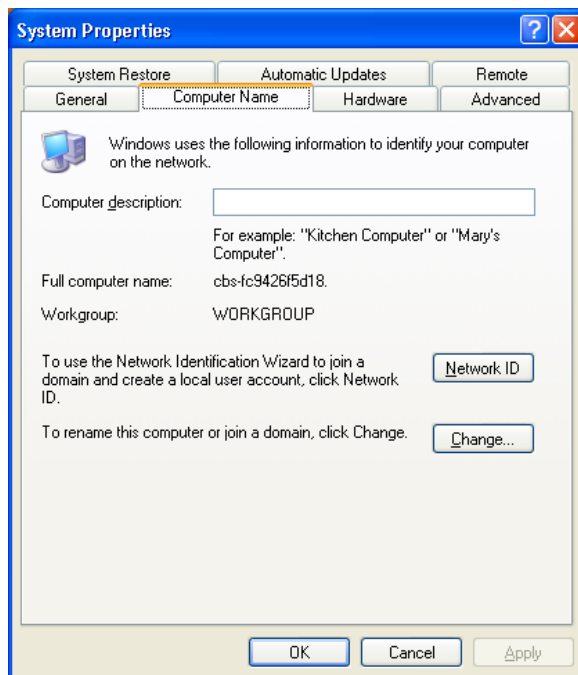 System Properties
System Restore
Automatic Updates
Remote
General
Computer Name
Hardware
Advanced
Windows uses the following information to identify your computer
on the network.
Computer description:
For example: "Kitchen Computer" or "Mary's
Computer".
Full computer name:
cbs-fc9426f5d18.
Workgroup:
WORKGROUP
To use the Network Identification Wizard to join a
domain and create a local user account, click Network
ID.
Network ID
To rename this computer or join a domain, click Change.
Change...
OK
Cancel
Apply